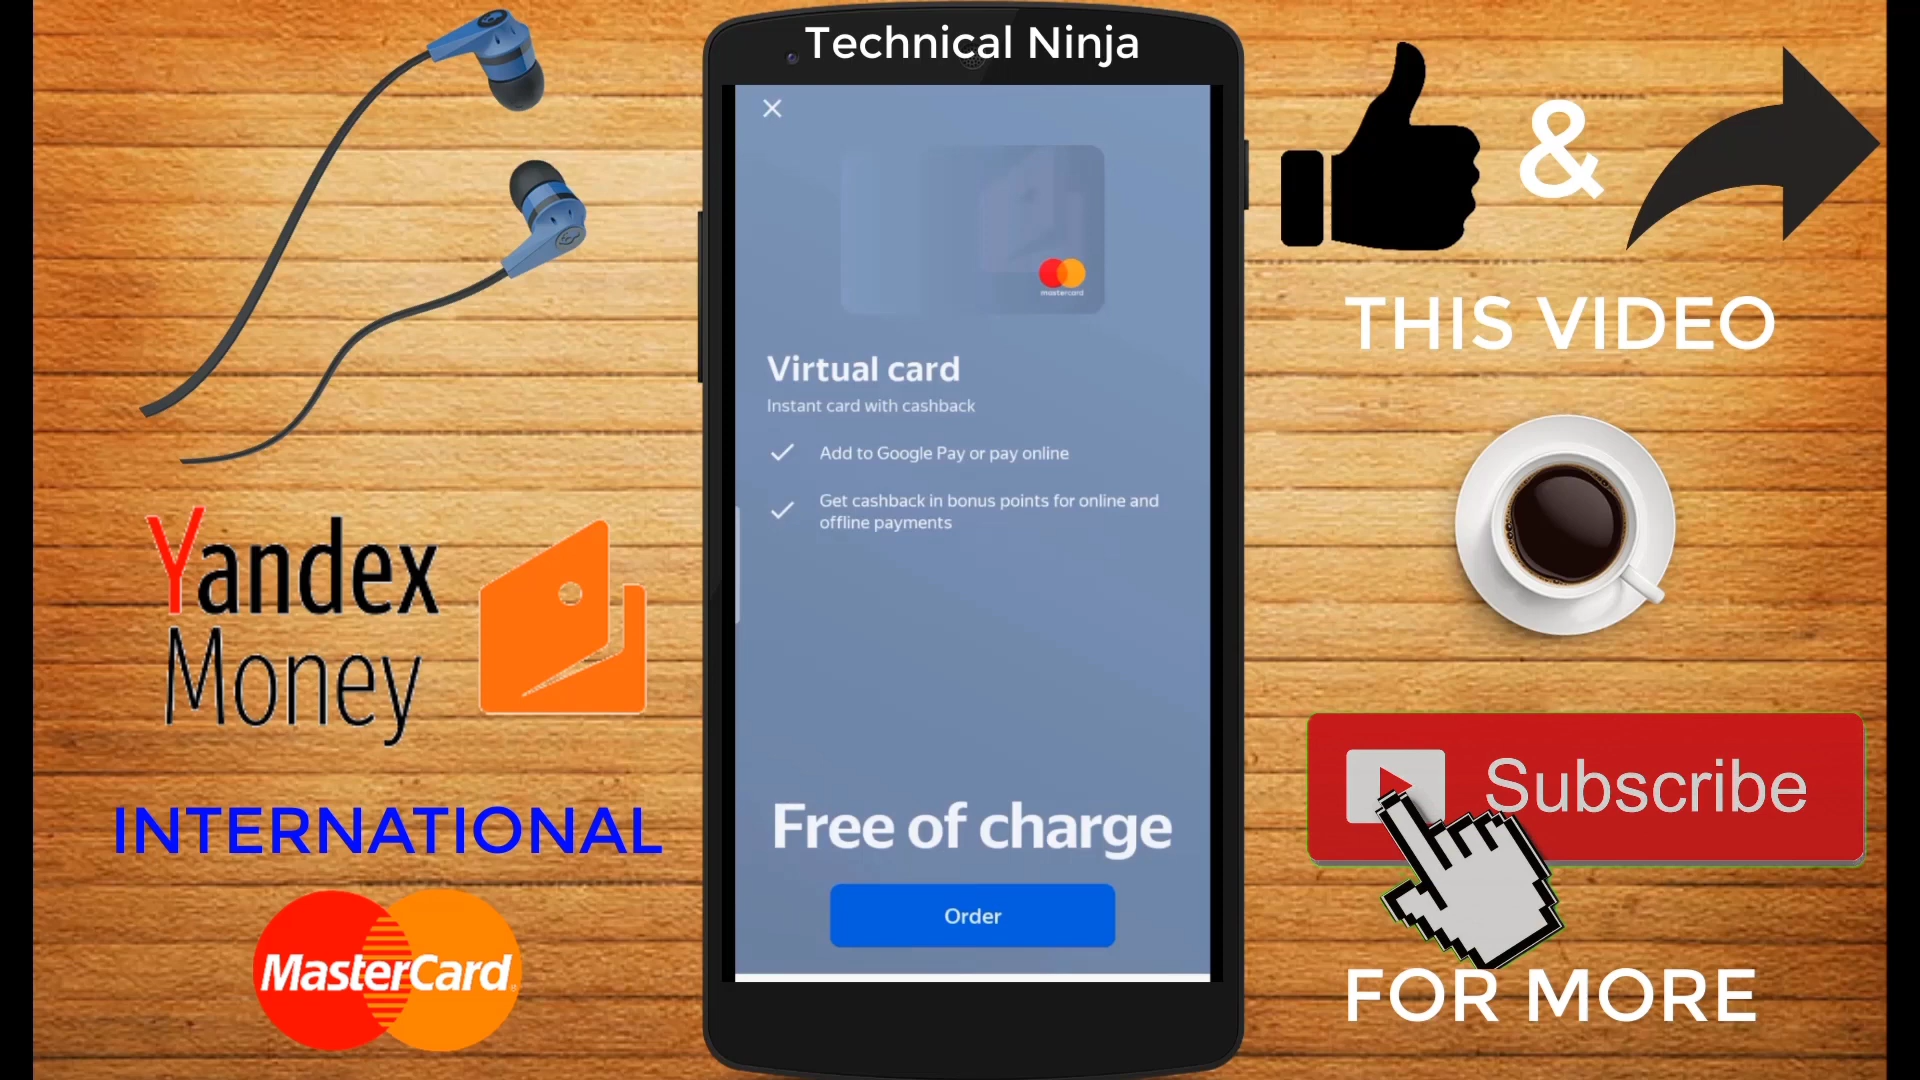 Technical Ninja
Virtual card
Instant card with cashback
Add to Google Pay or pay online
Get cashback in bonus points for online and
offline payments
Free of charge
Order
mastercard
Yandex
Money
INTERNATIONAL
MasterCard
&
THIS VIDEO
Subscribe
FOR MORE